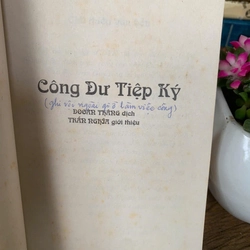 Công Dư Tiệp Ký
(ghi vội ngoài giờ làm việc công)
ĐOÀN THĂNG dịch
TRẦN NGHĨA giới thiệu